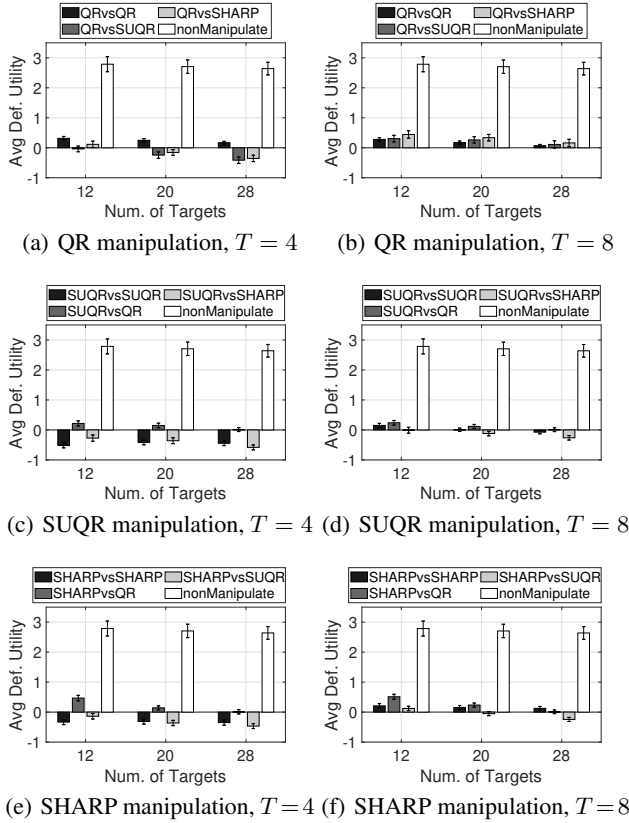 QRvsQR QRvsSHARP
QRvsSUQR nonManipulate
QRvsQR QRvsSHARP
QRvsSUQR nonManipulate
Avg Def. Utility
3
2
1
0
-1
12 20 28
Num. of Targets
Avg Def. Utility
3
2
1
0
-1
12 20 28
Num. of Targets
(a) QR manipulation, T = 4 (b) QR manipulation, T = 8
SUQRvsSUQR SUQRvsSHARP
SUQRvsQR nonManipulate
SUQRvsSUQR SUQRvsSHARP
SUQRvsQR nonManipulate
Avg Def. Utility
3
2
1
0
-1
12 20 28
Num. of Targets
Avg Def. Utility
3
2
1
0
-1
12 20 28
Num. of Targets
(c) SUQR manipulation, T = 4 (d) SUQR manipulation, T = 8
SHARPvsSHARP SHARPvsSUQR
SHARPvsQR nonManipulate
SHARPvsSHARP SHARPvsSUQR
SHARPvsQR nonManipulate
Avg Def. Utility
3
2
1
0
-1
12 20 28
Num. of Targets
Avg Def. Utility
3
2
1
0
-1
12 20 28
Num. of Targets
(e) SHARP manipulation, T = 4 (f) SHARP manipulation, T = 8